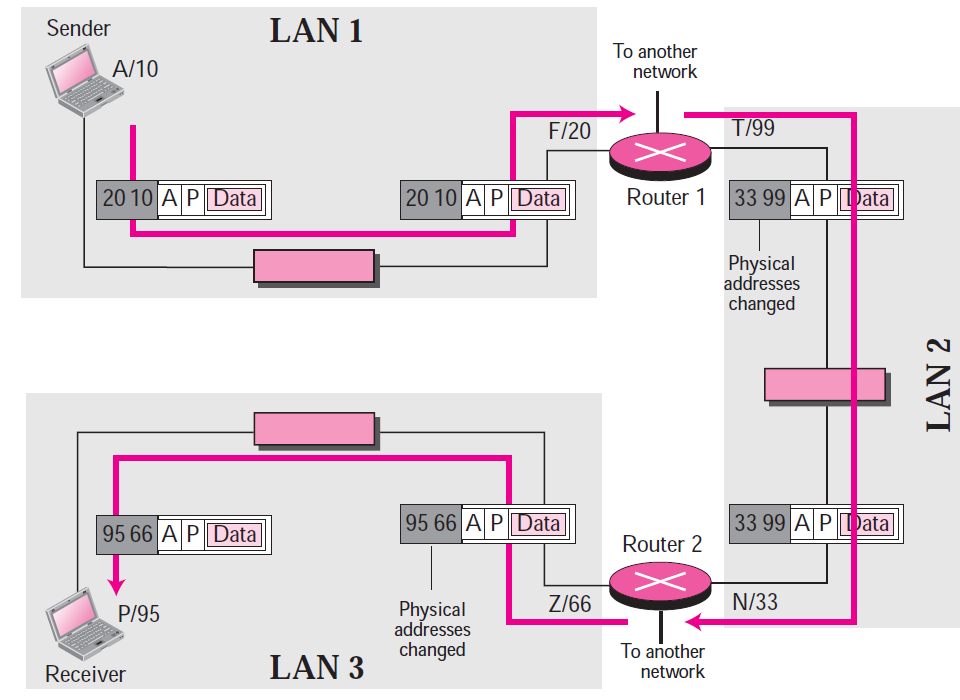 Sender
LAN 1
A/10
To another
network
F/20
T/99
20 10 A P Data
20 10 A P Data
Router 1
33 99 A P Data
Physical
addresses
changed
LAN 2
95 66 A P Data
95 66 A P Data
33 99 A P Data
Router 2
P/95
Physical
addresses
changed
Z/66
N/33
To another
network
Receiver
LAN 3